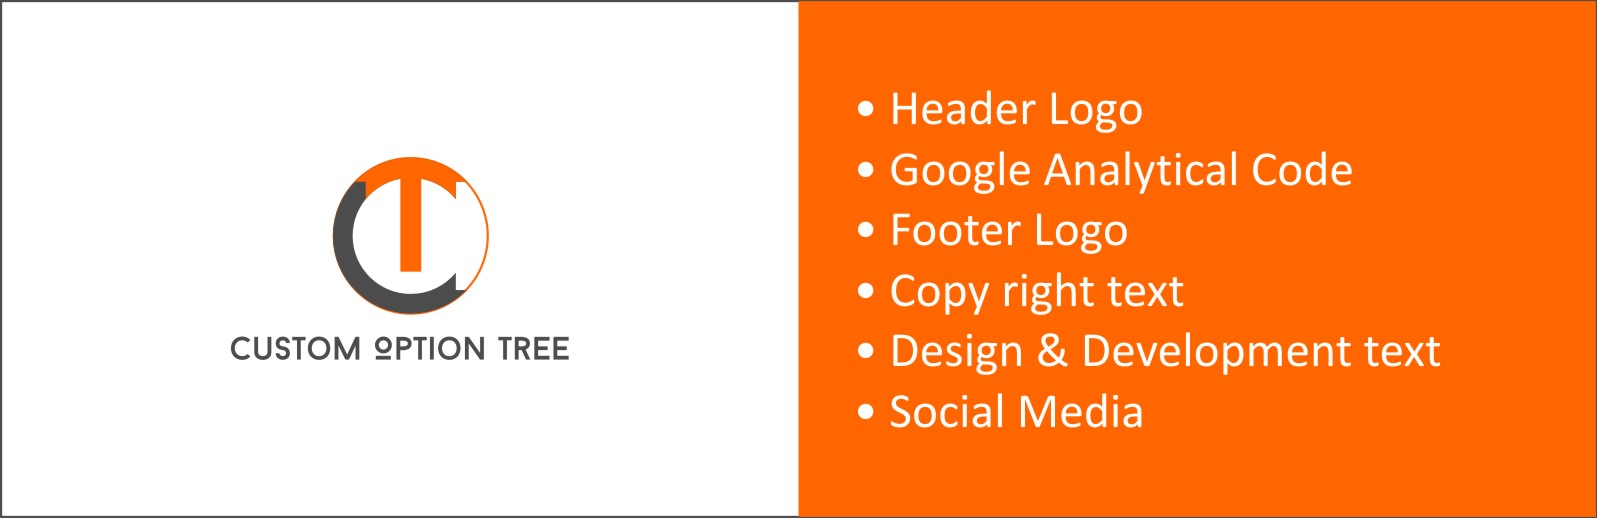 CUSTOM OPTION TREE
• Header Logo
• Google Analytical Code
• Footer Logo
• Copy right text
• Design & Development text
• Social Media